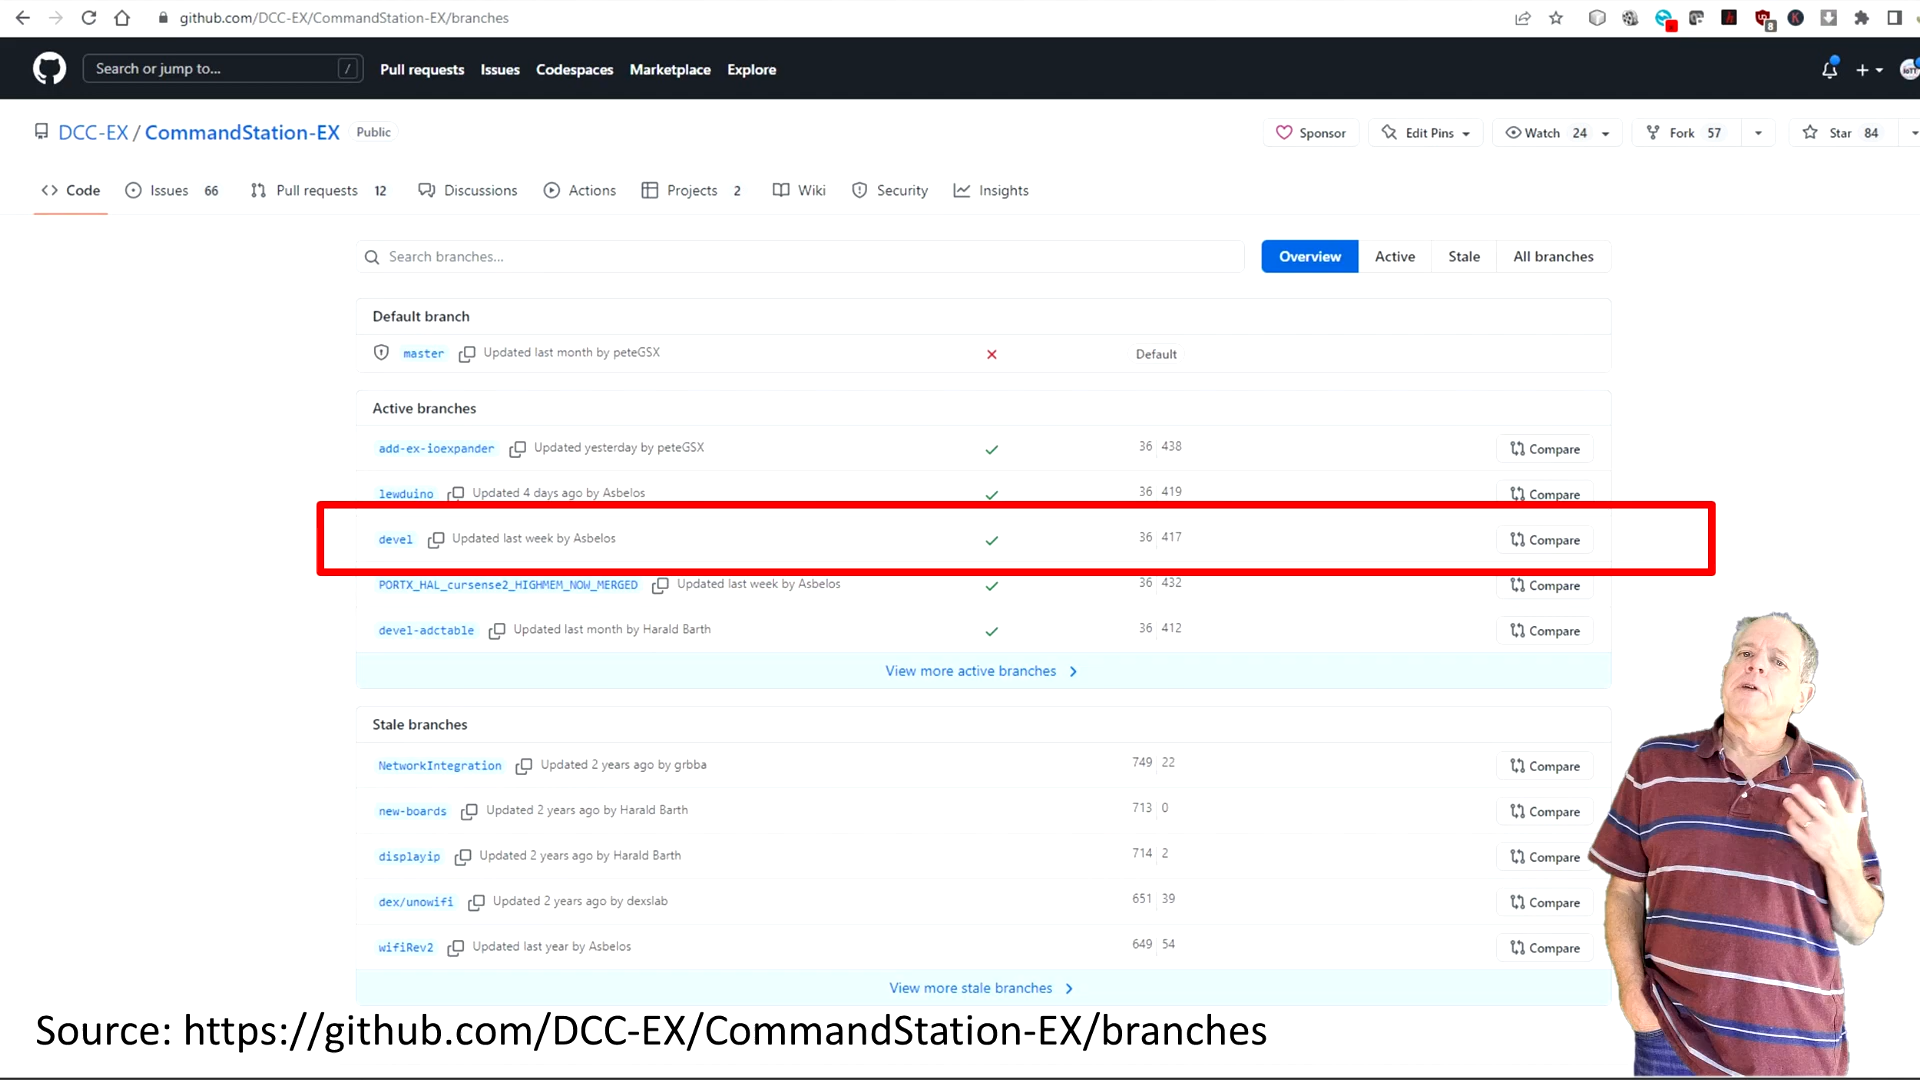 github.com/DCC-EX/CommandStation-EX/branches
8
Search or jump to... / Pull requests Issues Codespaces Marketplace Explore
DCC-EX / CommandStation-EX Public Sponsor Edit Pins Watch 24 Fork 57 Star 84
Code Issues 66 Pull requests 12 Discussions Actions Projects 2 Wiki Security Insights
Search branches... Overview Active Stale All branches
Default branch
master Updated last month by peteGSX Default
Active branches
add-ex-ioexpander Updated yesterday by peteGSX 36 438 Compare
lewduino Updated 4 days ago by Asbelos 36 419 Compare
devel Updated last week by Asbelos 36 417 Compare
PORTX_HAL_cursense2_HIGHMEM_NOW_MERGED Updated last week by Asbelos 36 432 Compare
devel-adctable Updated last month by Harald Barth 36 412 Compare
View more active branches
Stale branches
NetworkIntegration Updated 2 years ago by grbba 749 22 Compare
new-boards Updated 2 years ago by Harald Barth 713 0 Compare
displayip Updated 2 years ago by Harald Barth 714 2 Compare
dex/unowifi Updated 2 years ago by dexslab 651 39 Compare
wifiRev2 Updated last year by Asbelos 649 54 Compare
View more stale branches
Source: https://github.com/DCC-EX/CommandStation-EX/branches